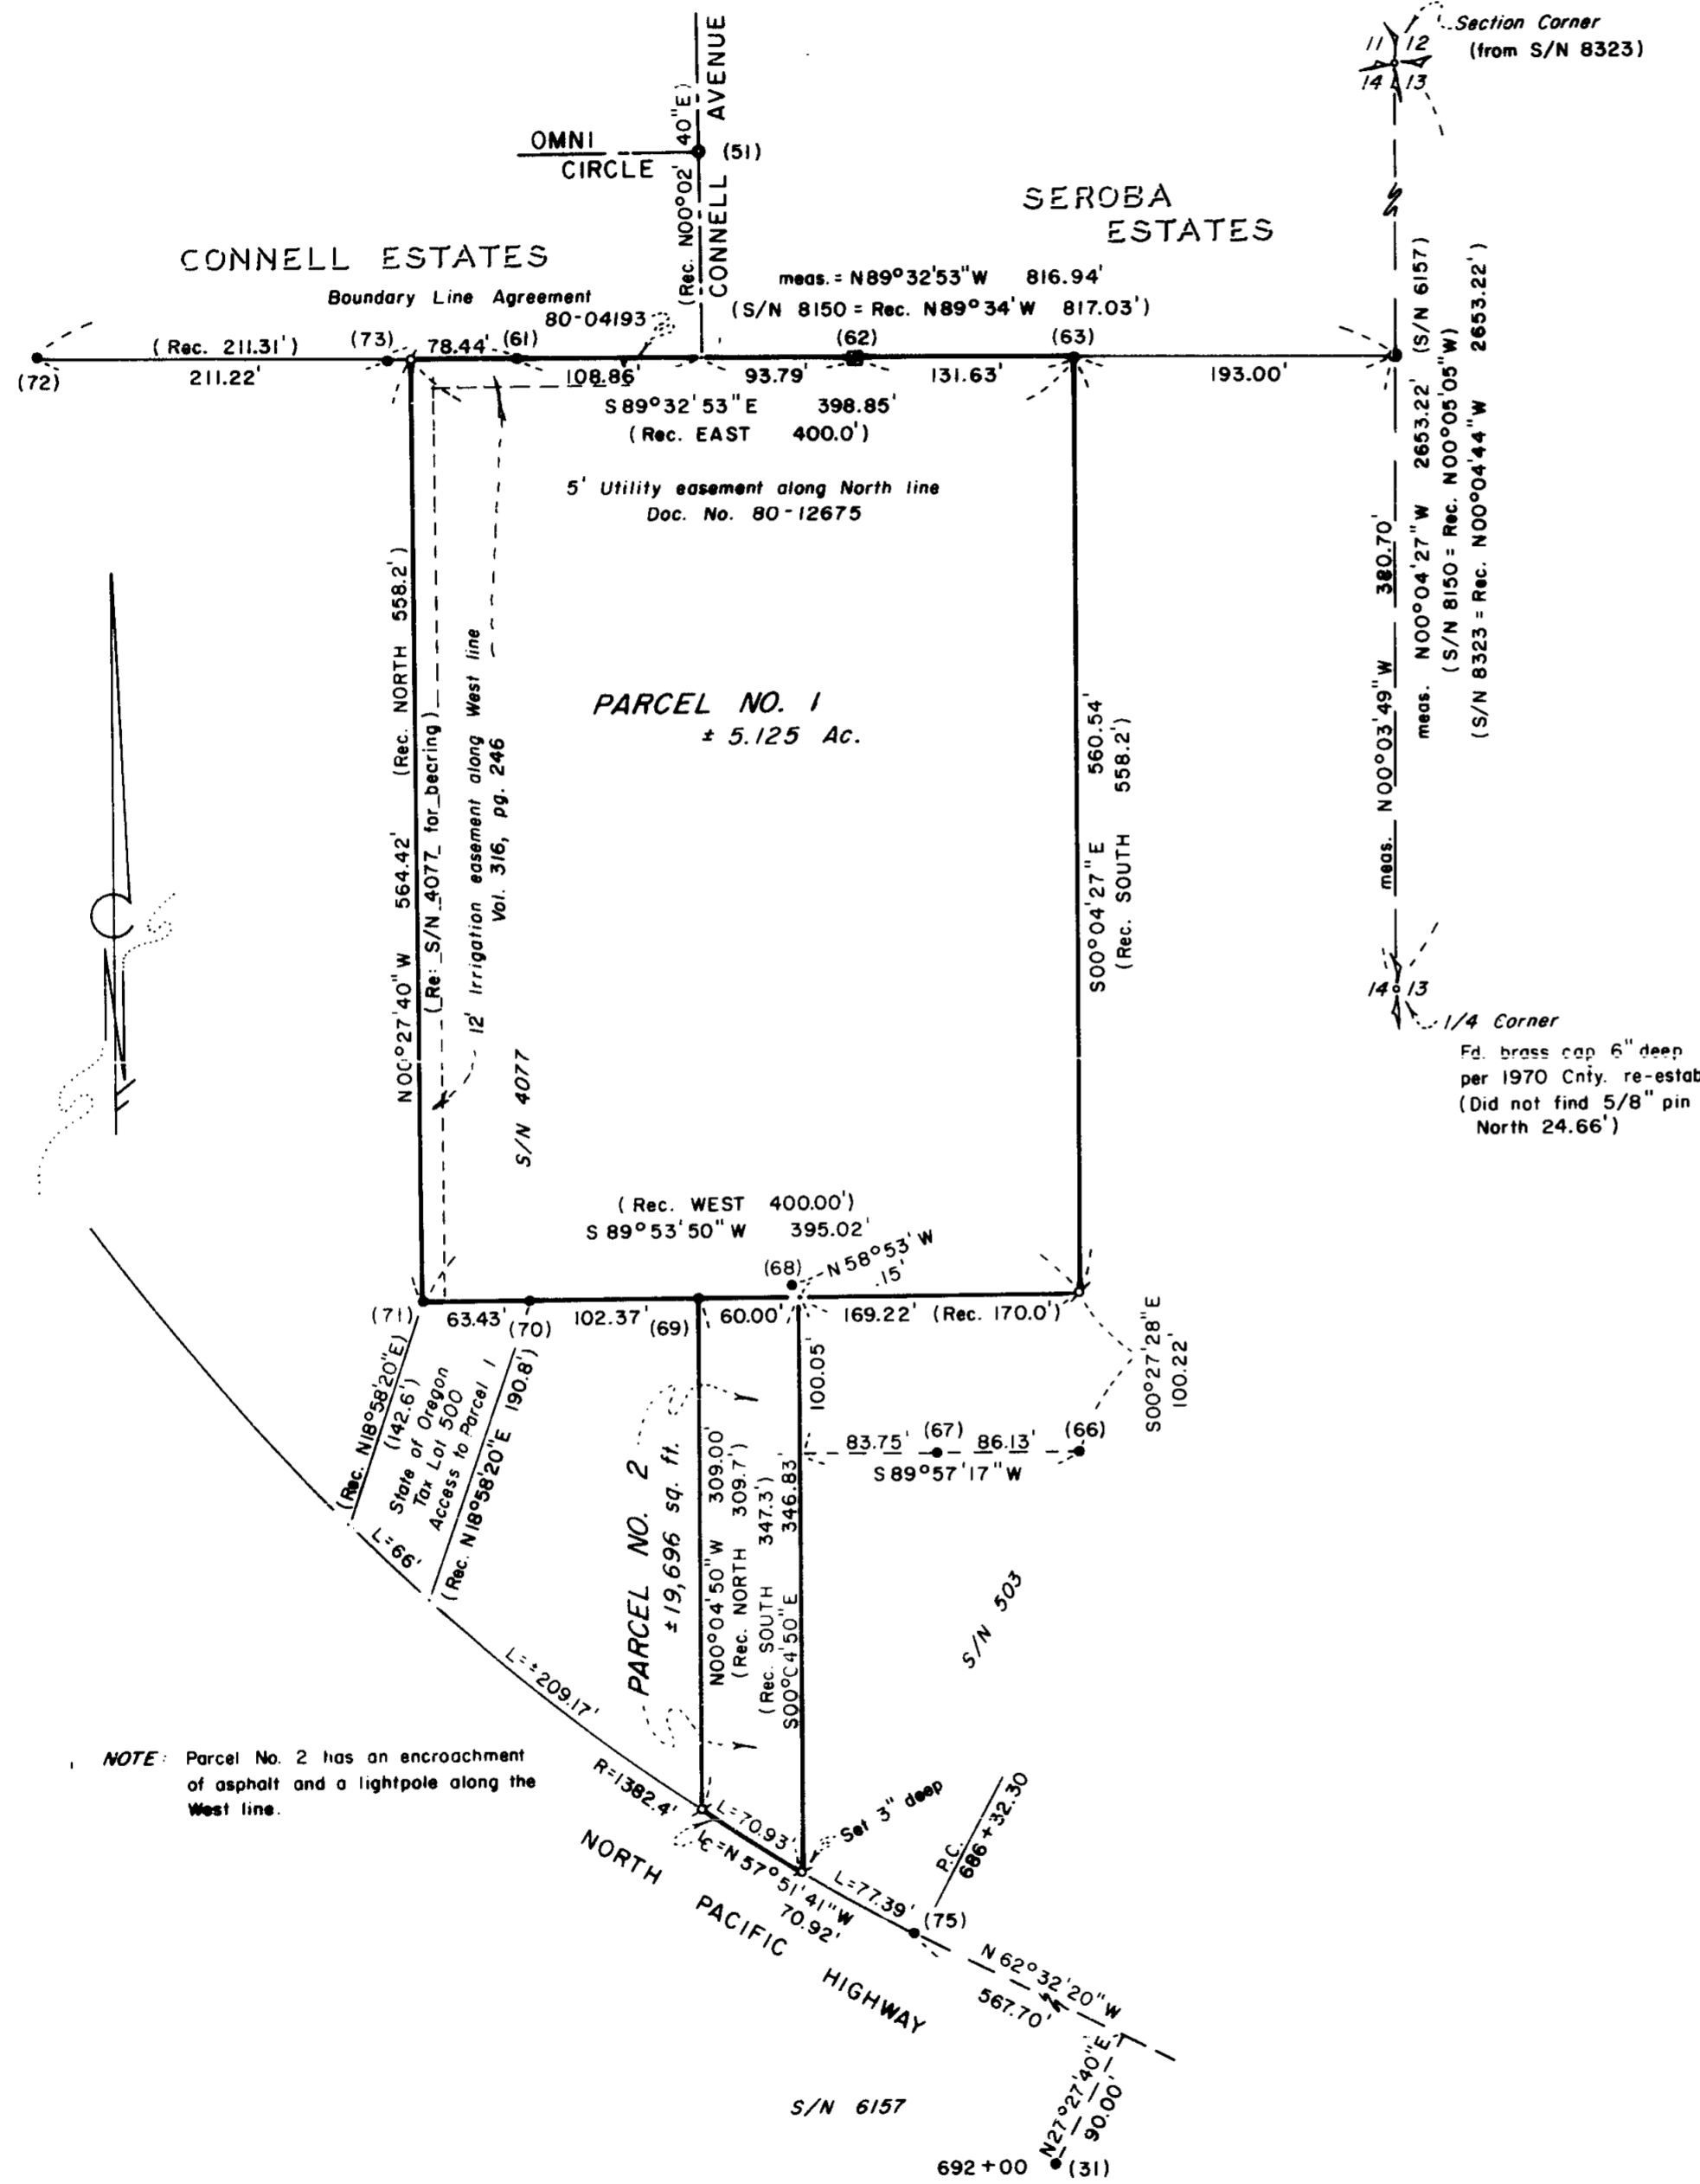 Section Corner
(from S/N 8323)
11 12
14 13
OMNI
CIRCLE
(51)
CONNELL AVENUE
(Rec. N00°02' 40"E)
SEROBA
ESTATES
CONNELL ESTATES
Boundary Line Agreement
80-04193
meas. = N89°32'53"W 816.94'
(S/N 8150 = Rec. N89°34'W 817.03')
(Rec. 211.31')
(73)
78.44'
(61)
(62)
(63)
(72)
211.22'
108.86'
93.79'
131.63'
193.00'
S89°32'53"E 398.85'
(Rec. EAST 400.0')
5' Utility easement along North line
Doc. No. 80-12675
N00°27'40"W 564.42' (Rec. NORTH 558.2')
(Re: S/N 4077 for becring)
12' Irrigation easement along West line
Vol. 316, pg. 246
S/N 4077
PARCEL NO. 1
± 5.125 Ac.
S00°04'27"E 560.54'
(Rec. SOUTH 558.2')
meas. N00°03'49"W 380.70'
meas. N00°04'27"W 2653.22' (S/N 6157)
(S/N 8150 = Rec. N00°05'05"W)
(S/N 8323 = Rec. N00°04'44"W 2653.22')
14 13
1/4 Corner
Fd. brass cap 6" deep
per 1970 Cnty. re-estab
(Did not find 5/8" pin
North 24.66')
(Rec. WEST 400.00')
S89°53'50"W 395.02'
(68)
N58°53'W
.15'
(71)
63.43'
(70)
102.37'
(69)
60.00'
169.22' (Rec. 170.0')
S00°27'28"E
100.22'
100.05'
83.75'
(67)
86.13'
(66)
S89°57'17"W
(Rec. N18°58'20"E)
(142.6')
State of Oregon
Tax Lot 500
Access to Parcel 1
(Rec. N18°58'20"E 190.8')
L=66'
PARCEL NO. 2
±19,696 sq. ft.
N00°04'50"W 309.00'
(Rec. NORTH 309.7')
(Rec. SOUTH 347.3')
S00°C4'50"E 346.83'
S/N 503
L=±209.17'
NOTE: Parcel No. 2 has an encroachment
of asphalt and a lightpole along the
West line.
R=1382.4'
L=70.93'
Set 3" deep
LC=N57°51'41"W
70.92'
L=77.39'
(75)
P.C.
686+32.30
NORTH PACIFIC HIGHWAY
N62°32'20"W
567.70'
N27°27'40"E
90.00'
S/N 6157
692+00
(31)